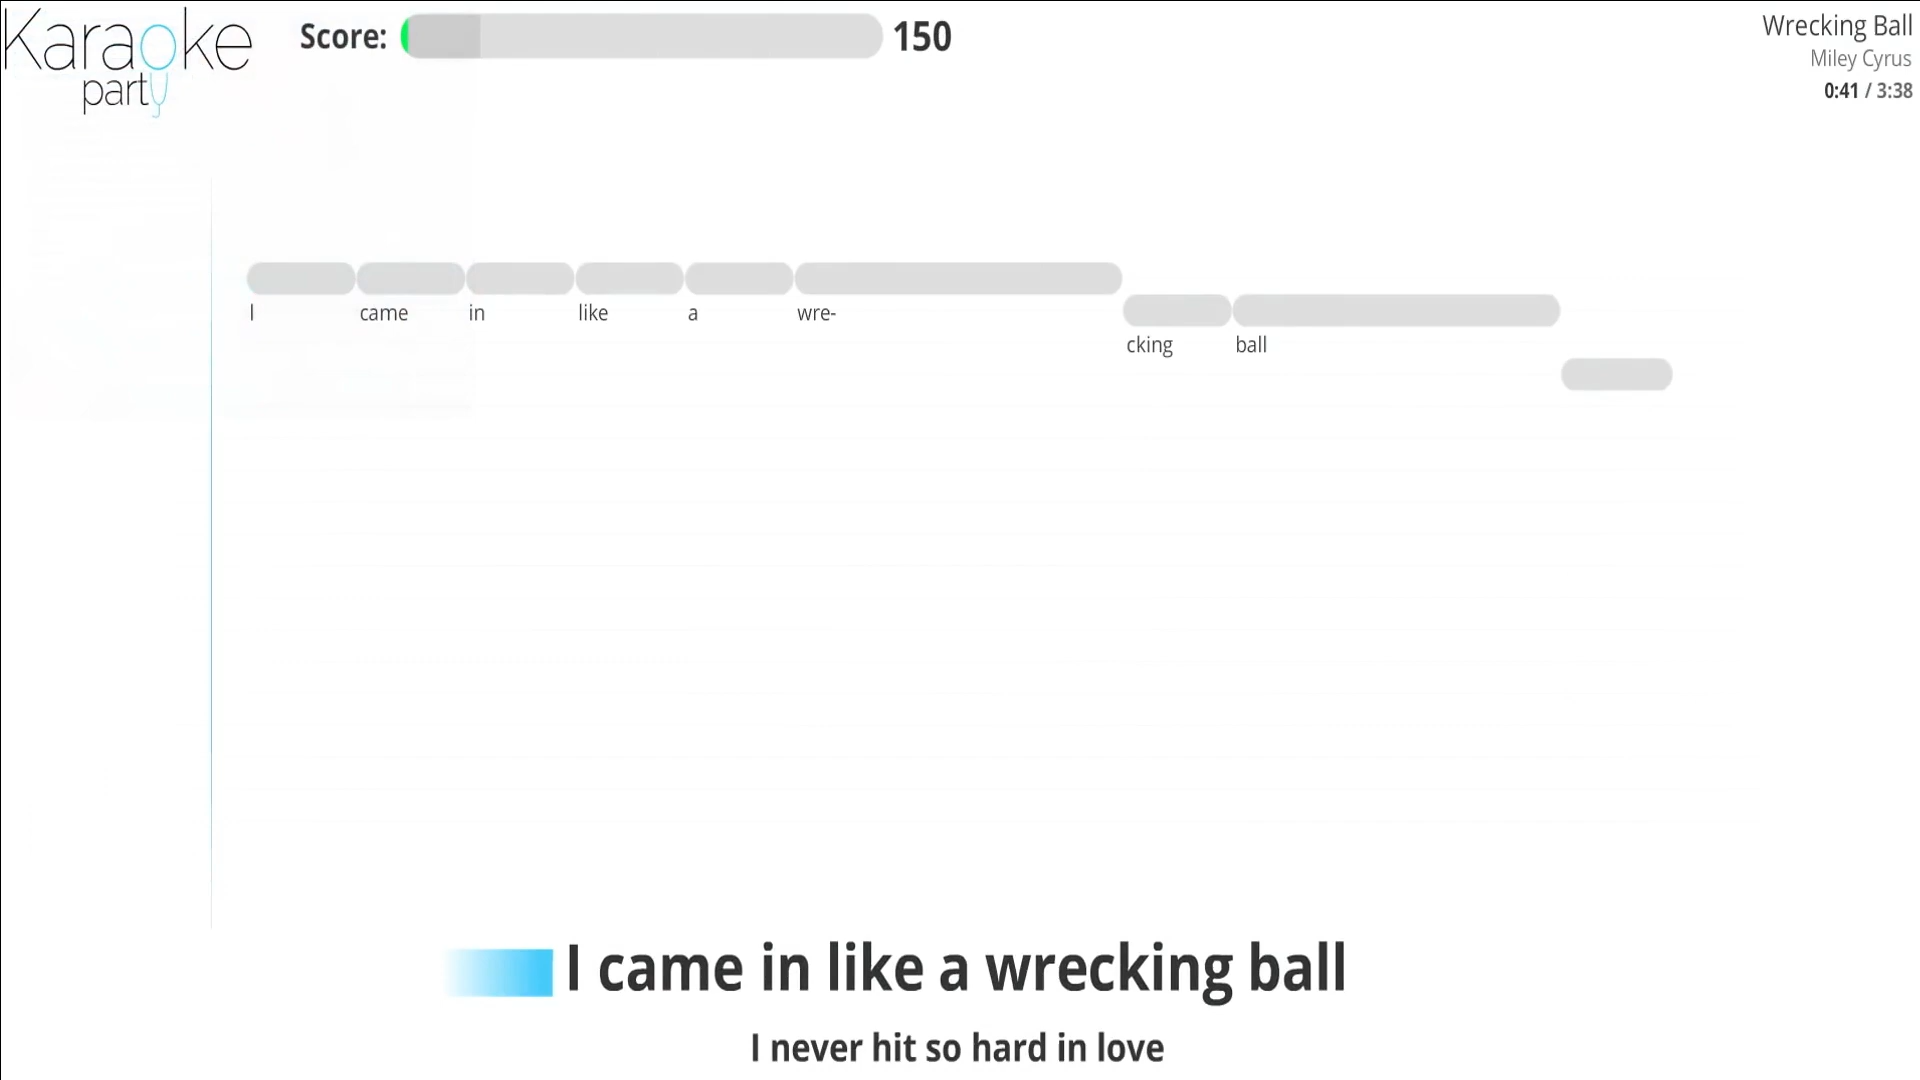 Karaoke
party
Score: 150
Wrecking Ball
Miley Cyrus
0:41 / 3:38
I came in like a wre-
cking ball
I came in like a wrecking ball
I never hit so hard in love